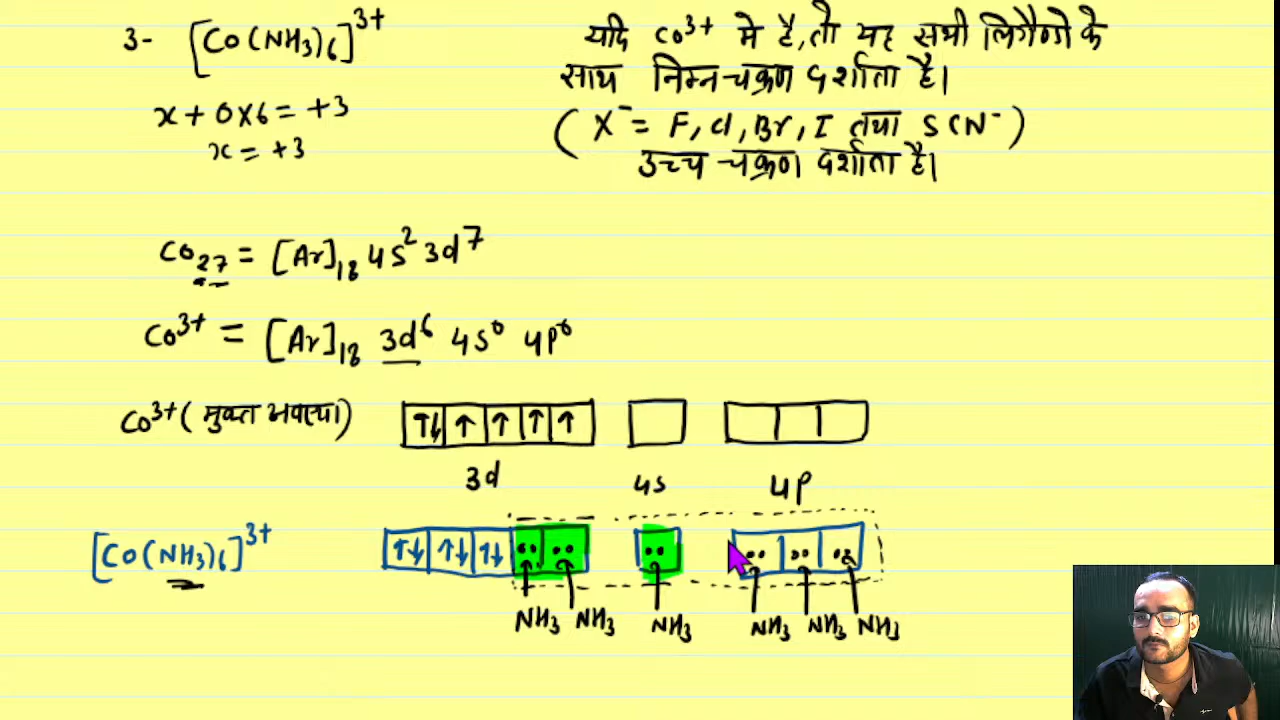 3- [Co(NH3)6]3+
x + 0x6 = +3
x = +3
यदि Co3+ मे है, तो यह सभी लिगैण्डो के
साथ निम्न चक्रण दर्शाता है।
( X- = F, Cl, Br, I तथा SCN- )
उच्च चक्रण दर्शाता है।
Co27 = [Ar]18 4s2 3d7
Co3+ = [Ar]18 3d6 4s0 4p0
Co3+ (मुक्त अवस्था) ↑↓ ↑ ↑ ↑ ↑
3d 4s 4p
[Co(NH3)6]3+ ↑↓ ↑↓ ↑↓
NH3 NH3 NH3 NH3 NH3 NH3